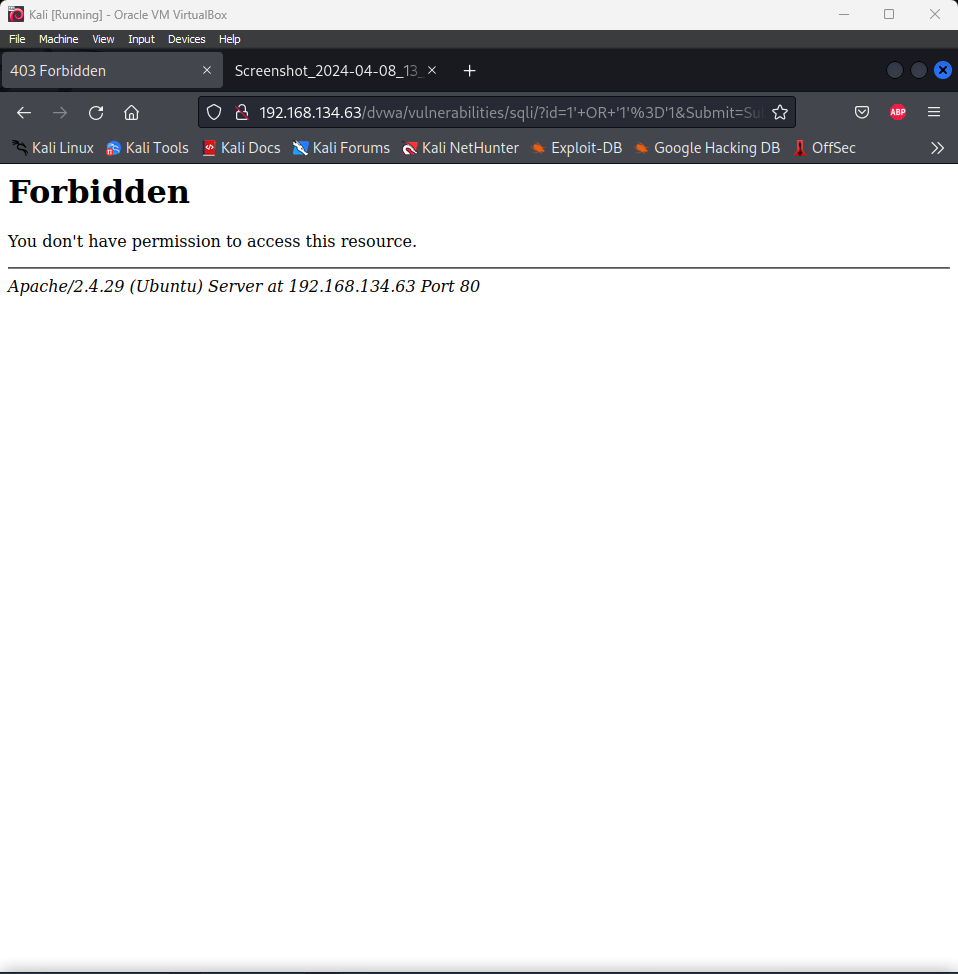 Kali [Running] - Oracle VM VirtualBox
File Machine View Input Devices Help
403 Forbidden
Screenshot_2024-04-08_13_
192.168.134.63/dvwa/vulnerabilities/sqli/?id=1'+OR+'1'%3D'1&Submit=Su
ABP
Kali Linux Kali Tools Kali Docs Kali Forums Kali NetHunter Exploit-DB Google Hacking DB OffSec
Forbidden
You don't have permission to access this resource.
Apache/2.4.29 (Ubuntu) Server at 192.168.134.63 Port 80